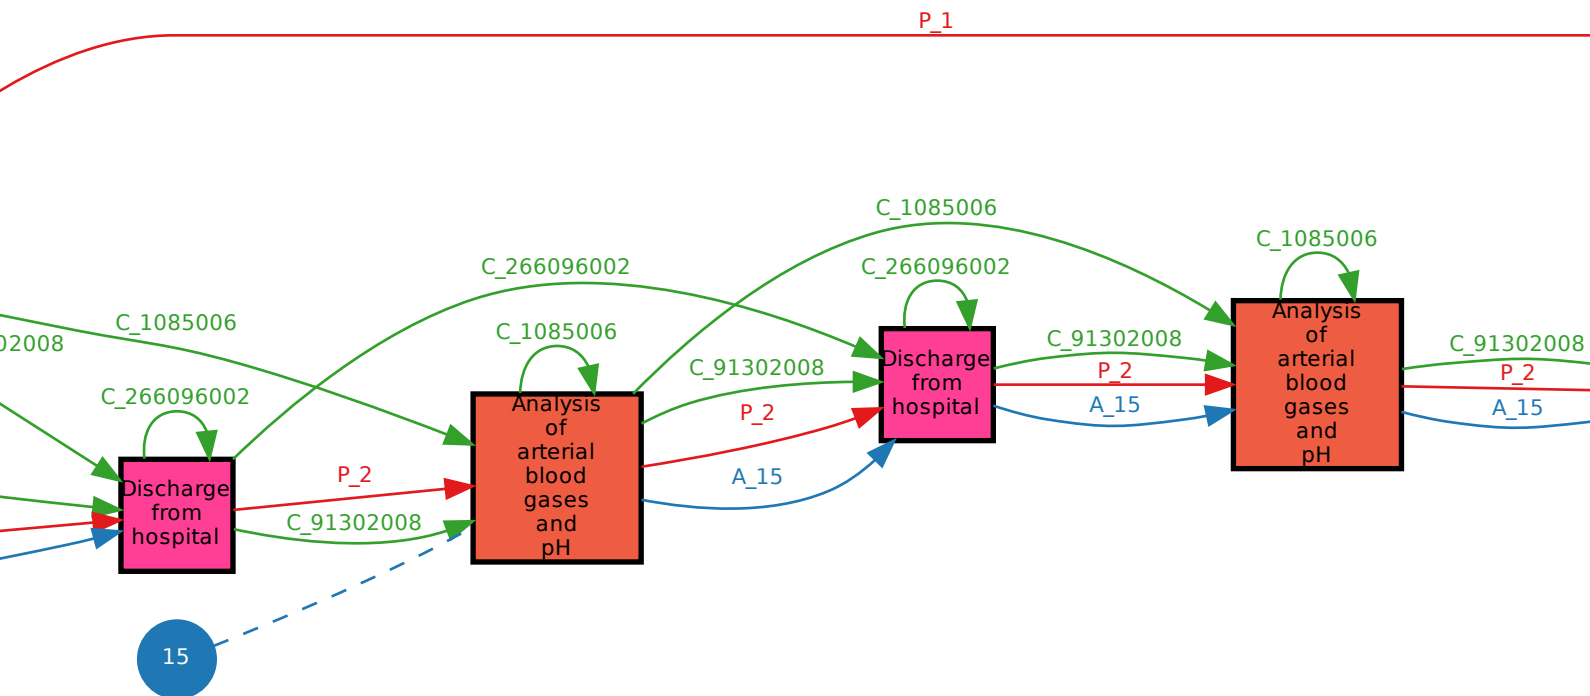 P_1
C_1085006
C_266096002
C_1085006
C_266096002
C_1085006
02008
C_1085006
C_91302008
C_91302008
C_91302008
C_266096002
P_2
P_2
P_2
P_2
A_15
A_15
A_15
C_91302008
Discharge
from
hospital
Analysis
of
arterial
blood
gases
and
pH
Discharge
from
hospital
Analysis
of
arterial
blood
gases
and
pH
15